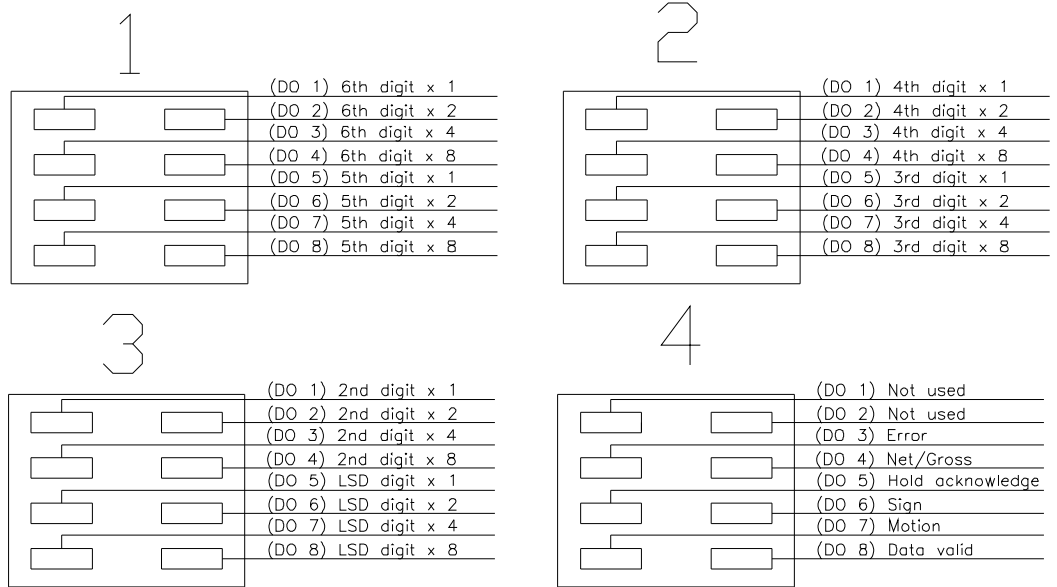 1
(DO 1) 6th digit x 1
(DO 2) 6th digit x 2
(DO 3) 6th digit x 4
(DO 4) 6th digit x 8
(DO 5) 5th digit x 1
(DO 6) 5th digit x 2
(DO 7) 5th digit x 4
(DO 8) 5th digit x 8
2
(DO 1) 4th digit x 1
(DO 2) 4th digit x 2
(DO 3) 4th digit x 4
(DO 4) 4th digit x 8
(DO 5) 3rd digit x 1
(DO 6) 3rd digit x 2
(DO 7) 3rd digit x 4
(DO 8) 3rd digit x 8
3
(DO 1) 2nd digit x 1
(DO 2) 2nd digit x 2
(DO 3) 2nd digit x 4
(DO 4) 2nd digit x 8
(DO 5) LSD digit x 1
(DO 6) LSD digit x 2
(DO 7) LSD digit x 4
(DO 8) LSD digit x 8
4
(DO 1) Not used
(DO 2) Not used
(DO 3) Error
(DO 4) Net/Gross
(DO 5) Hold acknowledge
(DO 6) Sign
(DO 7) Motion
(DO 8) Data valid